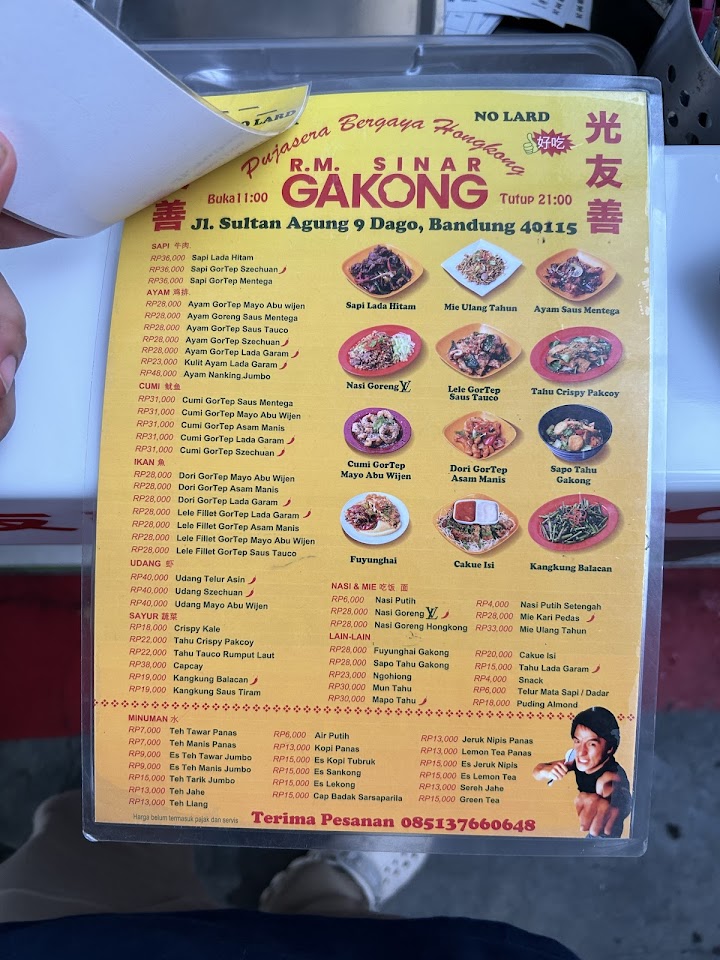 NO LARD
O LARD
好吃
Pujasera Bergaya Hongkong
R.M. SINAR
GAKONG
光友善
善
Buka11:00
Tutup 21:00
Jl. Sultan Agung 9 Dago, Bandung 40115
SAPI 牛肉.
RP36,000 Sapi Lada Hitam
RP36,000 Sapi GorTep Szechuan
RP36,000 Sapi GorTep Mentega
AYAM 鸡排.
RP28,000 Ayam GorTep Mayo Abu wijen
RP28,000 Ayam Goreng Saus Mentega
RP28,000 Ayam GorTep Saus Tauco
RP28,000 Ayam GorTep Szechuan
RP28,000 Ayam GorTep Lada Garam
RP23,000 Kulit Ayam Lada Garam
RP48,000 Ayam Nanking.Jumbo
CUMI 鱿鱼
RP31,000 Cumi GorTep Saus Mentega
RP31,000 Cumi GorTep Mayo Abu Wijen
RP31,000 Cumi GorTep Asam Manis
RP31,000 Cumi GorTep Lada Garam
RP31,000 Cumi GorTep Szechuan
IKAN 魚
RP28,000 Dori GorTep Mayo Abu Wijen
RP28,000 Dori GorTep Asam Manis
RP28,000 Dori GorTep Lada Garam
RP28,000 Lele Fillet GorTep Lada Garam
RP28,000 Lele Fillet GorTep Asam Manis
RP28,000 Lele Fillet GorTep Mayo Abu Wijen
RP28,000 Lele Fillet GorTep Saus Tauco
UDANG 虾
RP40,000 Udang Telur Asin
RP40,000 Udang Szechuan
RP40,000 Udang Mayo Abu Wijen
SAYUR 蔬菜
RP18,000 Crispy Kale
RP22,000 Tahu Crispy Pakcoy
RP22,000 Tahu Tauco Rumput Laut
RP38,000 Capcay
RP19,000 Kangkung Balacan
RP19,000 Kangkung Saus Tiram
Sapi Lada Hitam
Mie Ulang Tahun
Ayam Saus Mentega
Nasi Goreng LV
Lele GorTep
Saus Tauco
Tahu Crispy Pakcoy
Cumi GorTep
Mayo Abu Wijen
Dori GorTep
Asam Manis
Sapo Tahu
Gakong
Fuyunghai
Cakue Isi
Kangkung Balacan
NASI & MIE 吃饭 面
RP6,000 Nasi Putih
RP28,000 Nasi Goreng LV
RP28,000 Nasi Goreng Hongkong
RP4,000 Nasi Putih Setengah
RP28,000 Mie Kari Pedas
RP33,000 Mie Ulang Tahun
LAIN-LAIN
RP28,000 Fuyunghai Gakong
RP28,000 Sapo Tahu Gakong
RP23,000 Ngohiong
RP30,000 Mun Tahu
RP30,000 Mapo Tahu
RP20,000 Cakue Isi
RP15,000 Tahu Lada Garam
RP4,000 Snack
RP6,000 Telur Mata Sapi / Dadar
RP18,000 Puding Almond
MINUMAN 水
RP7,000 Teh Tawar Panas
RP7,000 Teh Manis Panas
RP9,000 Es Teh Tawar Jumbo
RP9,000 Es Teh Manis Jumbo
RP15,000 Teh Tarik Jumbo
RP13,000 Teh Jahe
RP13,000 Teh Liang
RP6,000 Air Putih
RP13,000 Kopi Panas
RP15,000 Es Kopi Tubruk
RP15,000 Es Sankong
RP15,000 Es Lekong
RP15,000 Cap Badak Sarsaparila
RP13,000 Jeruk Nipis Panas
RP13,000 Lemon Tea Panas
RP15,000 Es Jeruk Nipis
RP15,000 Es Lemon Tea
RP13,000 Sereh Jahe
RP15,000 Green Tea
Harga belum termasuk pajak dan servis
Terima Pesanan 085137660648